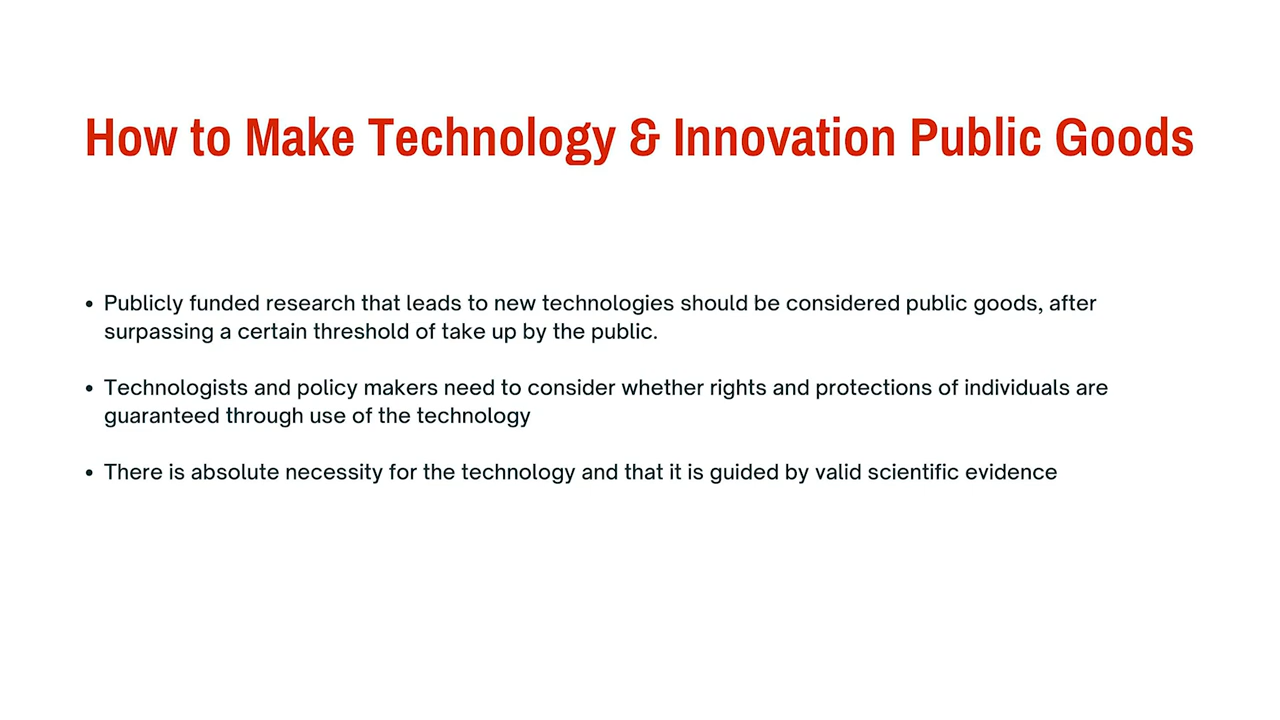 How to Make Technology & Innovation Public Goods
• Publicly funded research that leads to new technologies should be considered public goods, after
surpassing a certain threshold of take up by the public.
• Technologists and policy makers need to consider whether rights and protections of individuals are
guaranteed through use of the technology
• There is absolute necessity for the technology and that it is guided by valid scientific evidence